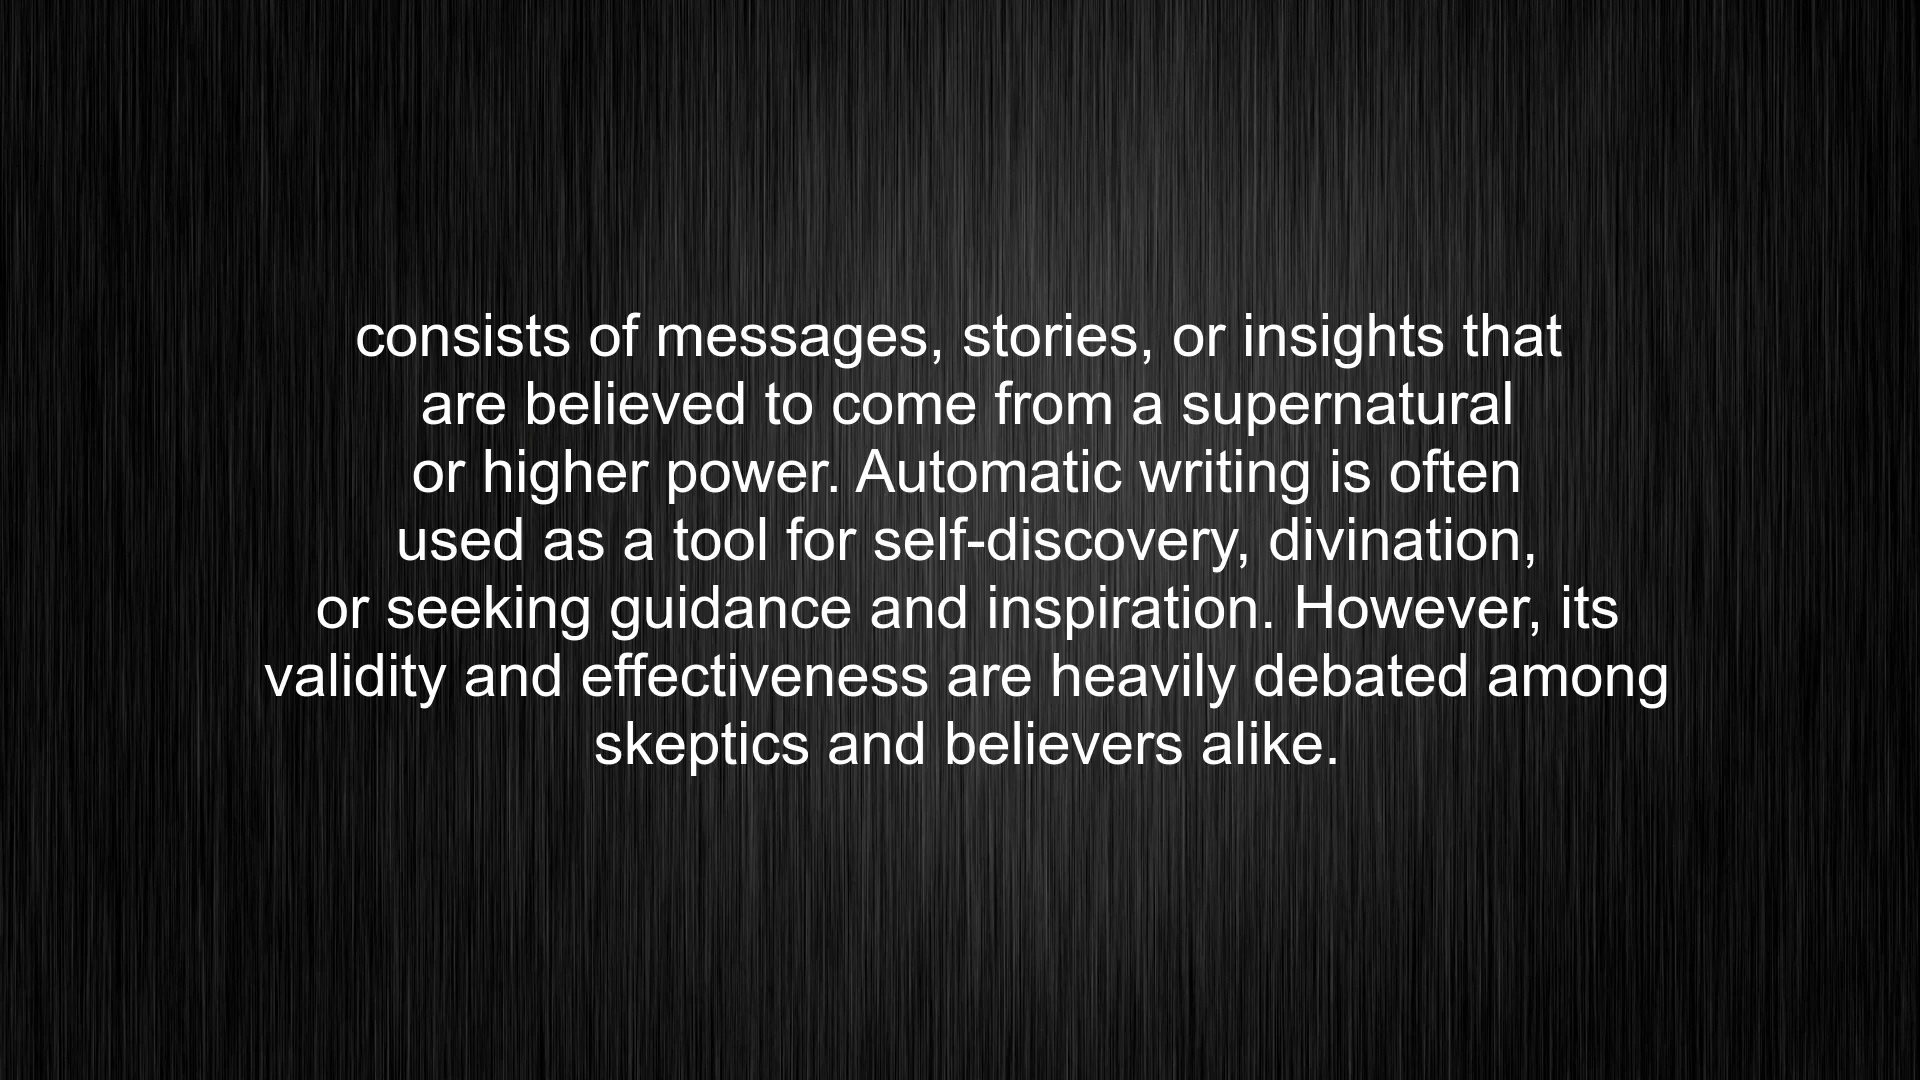 consists of messages, stories, or insights that
are believed to come from a supernatural
or higher power. Automatic writing is often
used as a tool for self-discovery, divination,
or seeking guidance and inspiration. However, its
validity and effectiveness are heavily debated among
skeptics and believers alike.